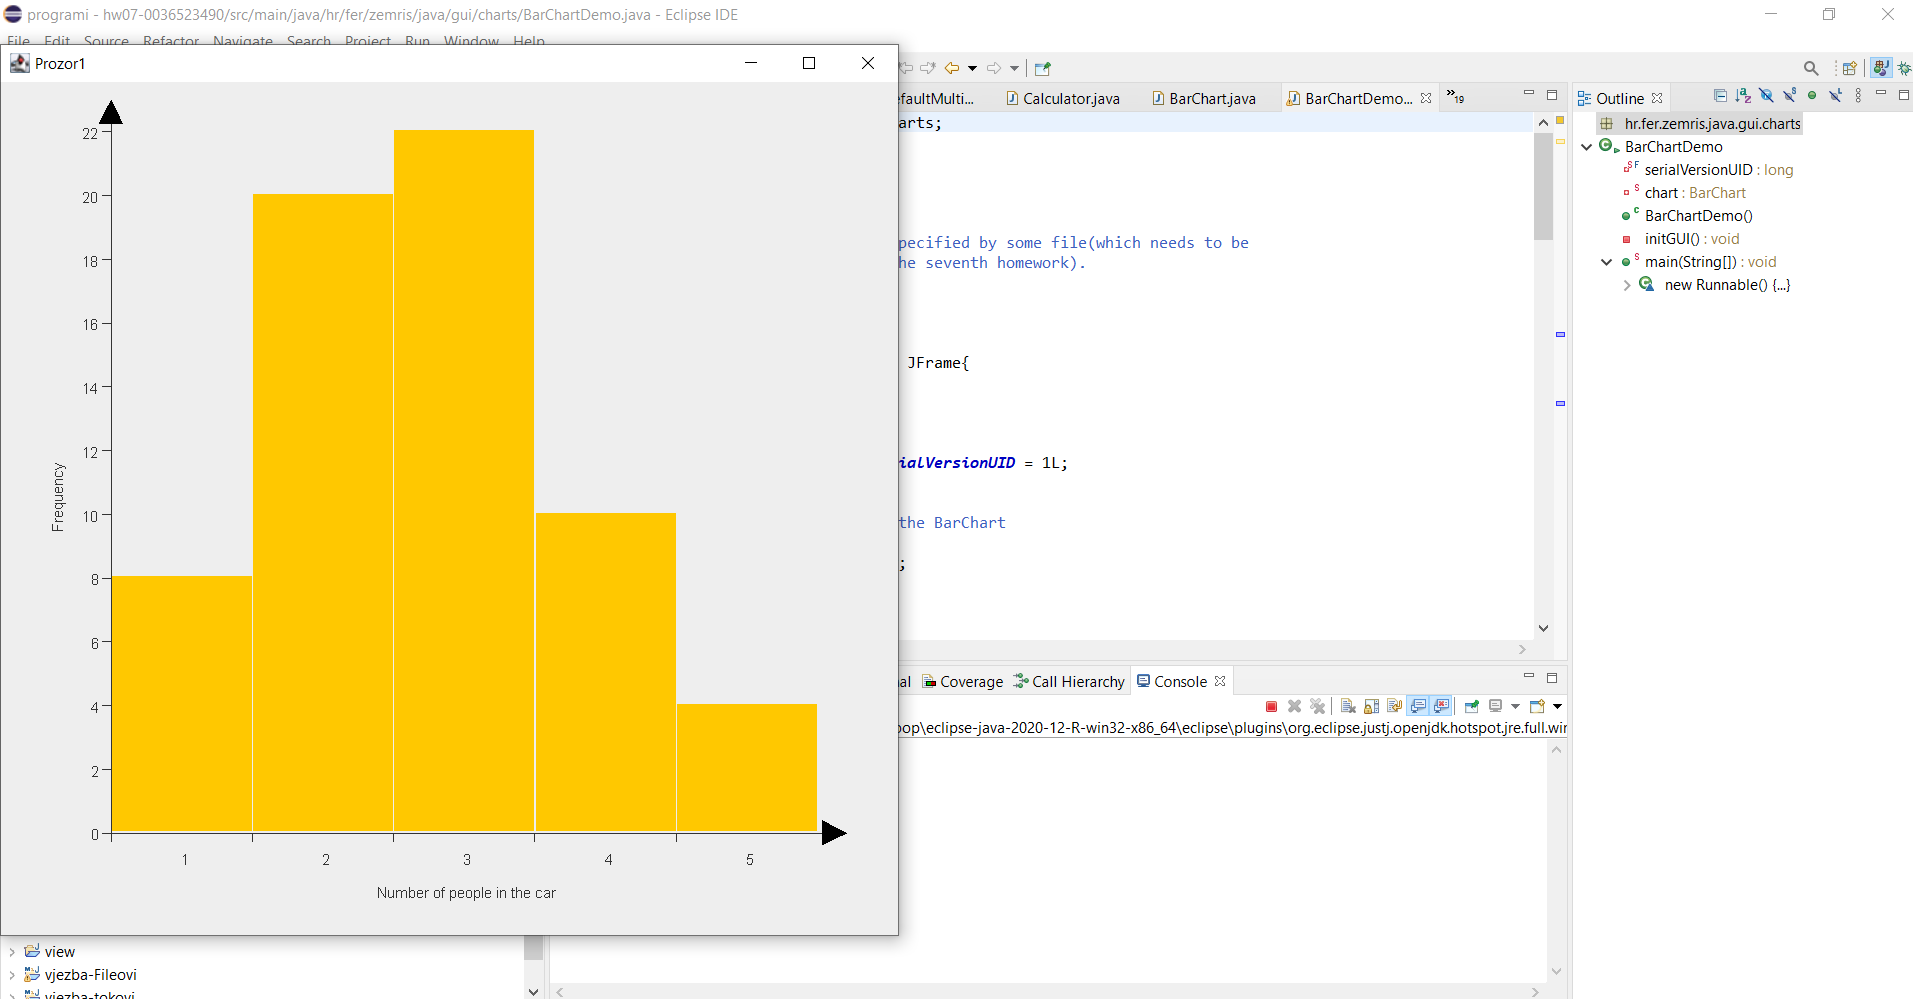 programi - hw07-0036523490/src/main/java/hr/fer/zemris/java/gui/charts/BarChartDemo.java - Eclipse IDE
File Edit Source Refactor Navigate Search Project Run Window Help
Prozor1
22
20
18
16
14
12
10
8
6
4
2
0
Frequency
1 2 3 4 5
Number of people in the car
efaultMulti... Calculator.java BarChart.java BarChartDemo... »19
arts;
pecified by some file(which needs to be
he seventh homework).
JFrame{
ialVersionUID = 1L;
the BarChart
;
Outline
hr.fer.zemris.java.gui.charts
BarChartDemo
serialVersionUID : long
chart : BarChart
BarChartDemo()
initGUI() : void
main(String[]) : void
new Runnable() {...}
al Coverage Call Hierarchy Console
oop\eclipse-java-2020-12-R-win32-x86_64\eclipse\plugins\org.eclipse.justj.openjdk.hotspot.jre.full.wir
view
vjezba-Fileovi
vjezba-tokovi